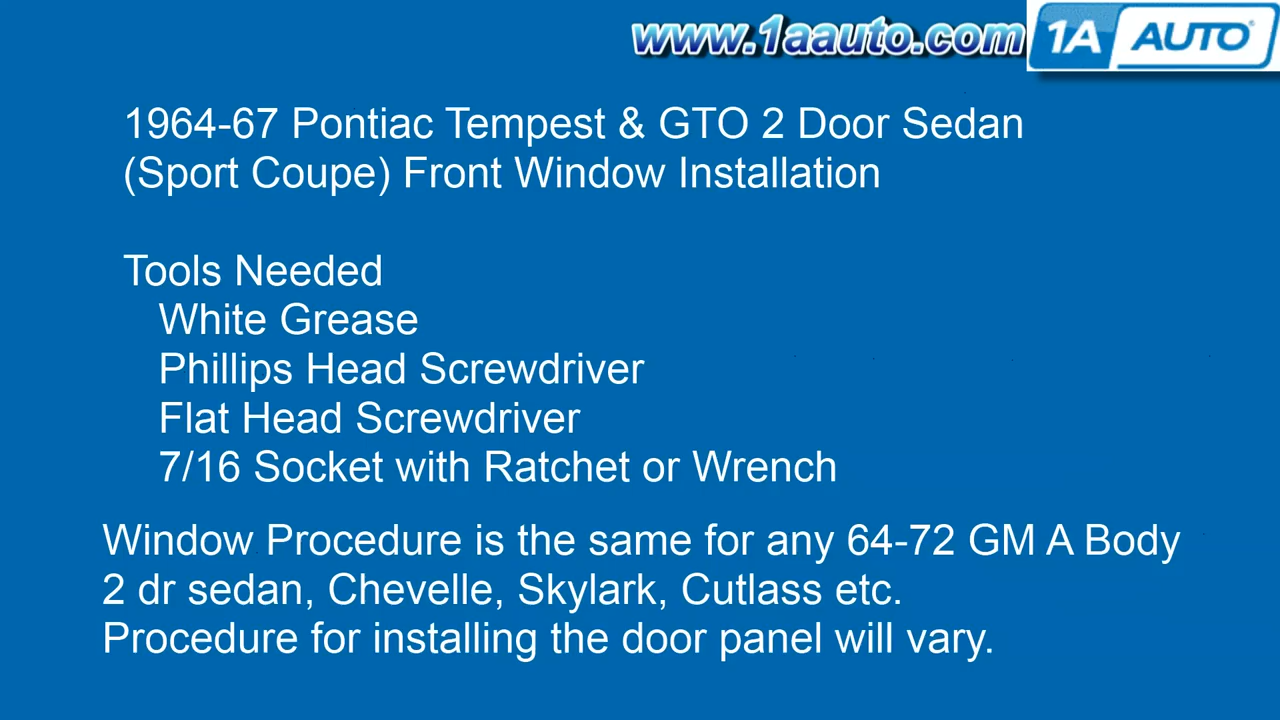 www.1aauto.com 1A AUTO®
1964-67 Pontiac Tempest & GTO 2 Door Sedan
(Sport Coupe) Front Window Installation
Tools Needed
White Grease
Phillips Head Screwdriver
Flat Head Screwdriver
7/16 Socket with Ratchet or Wrench
Window Procedure is the same for any 64-72 GM A Body
2 dr sedan, Chevelle, Skylark, Cutlass etc.
Procedure for installing the door panel will vary.